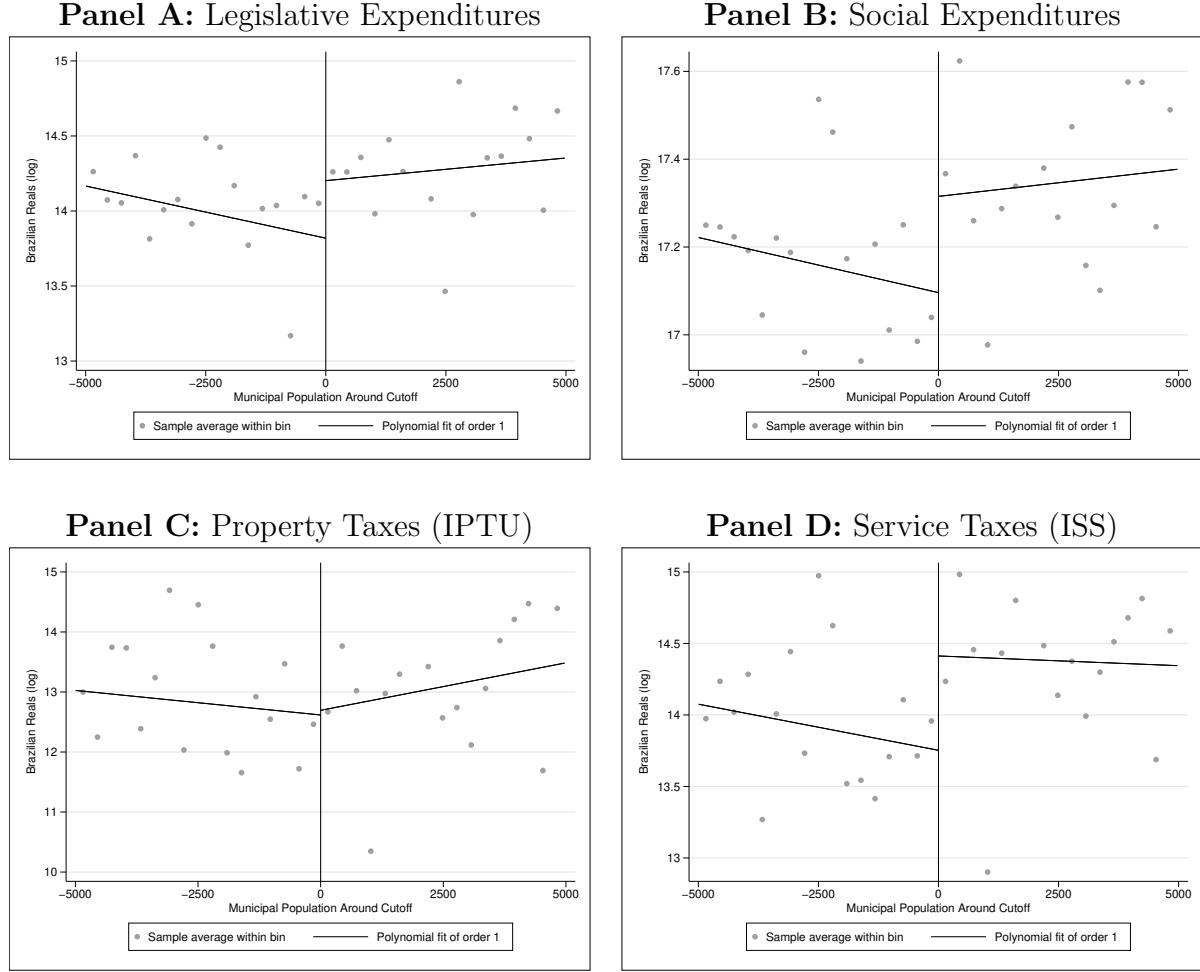 Panel A: Legislative Expenditures
15
14.5
14
13.5
13
Brazilian Reals (log)
−5000 −2500 0 2500 5000
Municipal Population Around Cutoff
Sample average within bin Polynomial fit of order 1
Panel B: Social Expenditures
17.6
17.4
17.2
17
Brazilian Reals (log)
−5000 −2500 0 2500 5000
Municipal Population Around Cutoff
Sample average within bin Polynomial fit of order 1
Panel C: Property Taxes (IPTU)
15
14
13
12
11
10
Brazilian Reals (log)
−5000 −2500 0 2500 5000
Municipal Population Around Cutoff
Sample average within bin Polynomial fit of order 1
Panel D: Service Taxes (ISS)
15
14.5
14
13.5
13
Brazilian Reals (log)
−5000 −2500 0 2500 5000
Municipal Population Around Cutoff
Sample average within bin Polynomial fit of order 1